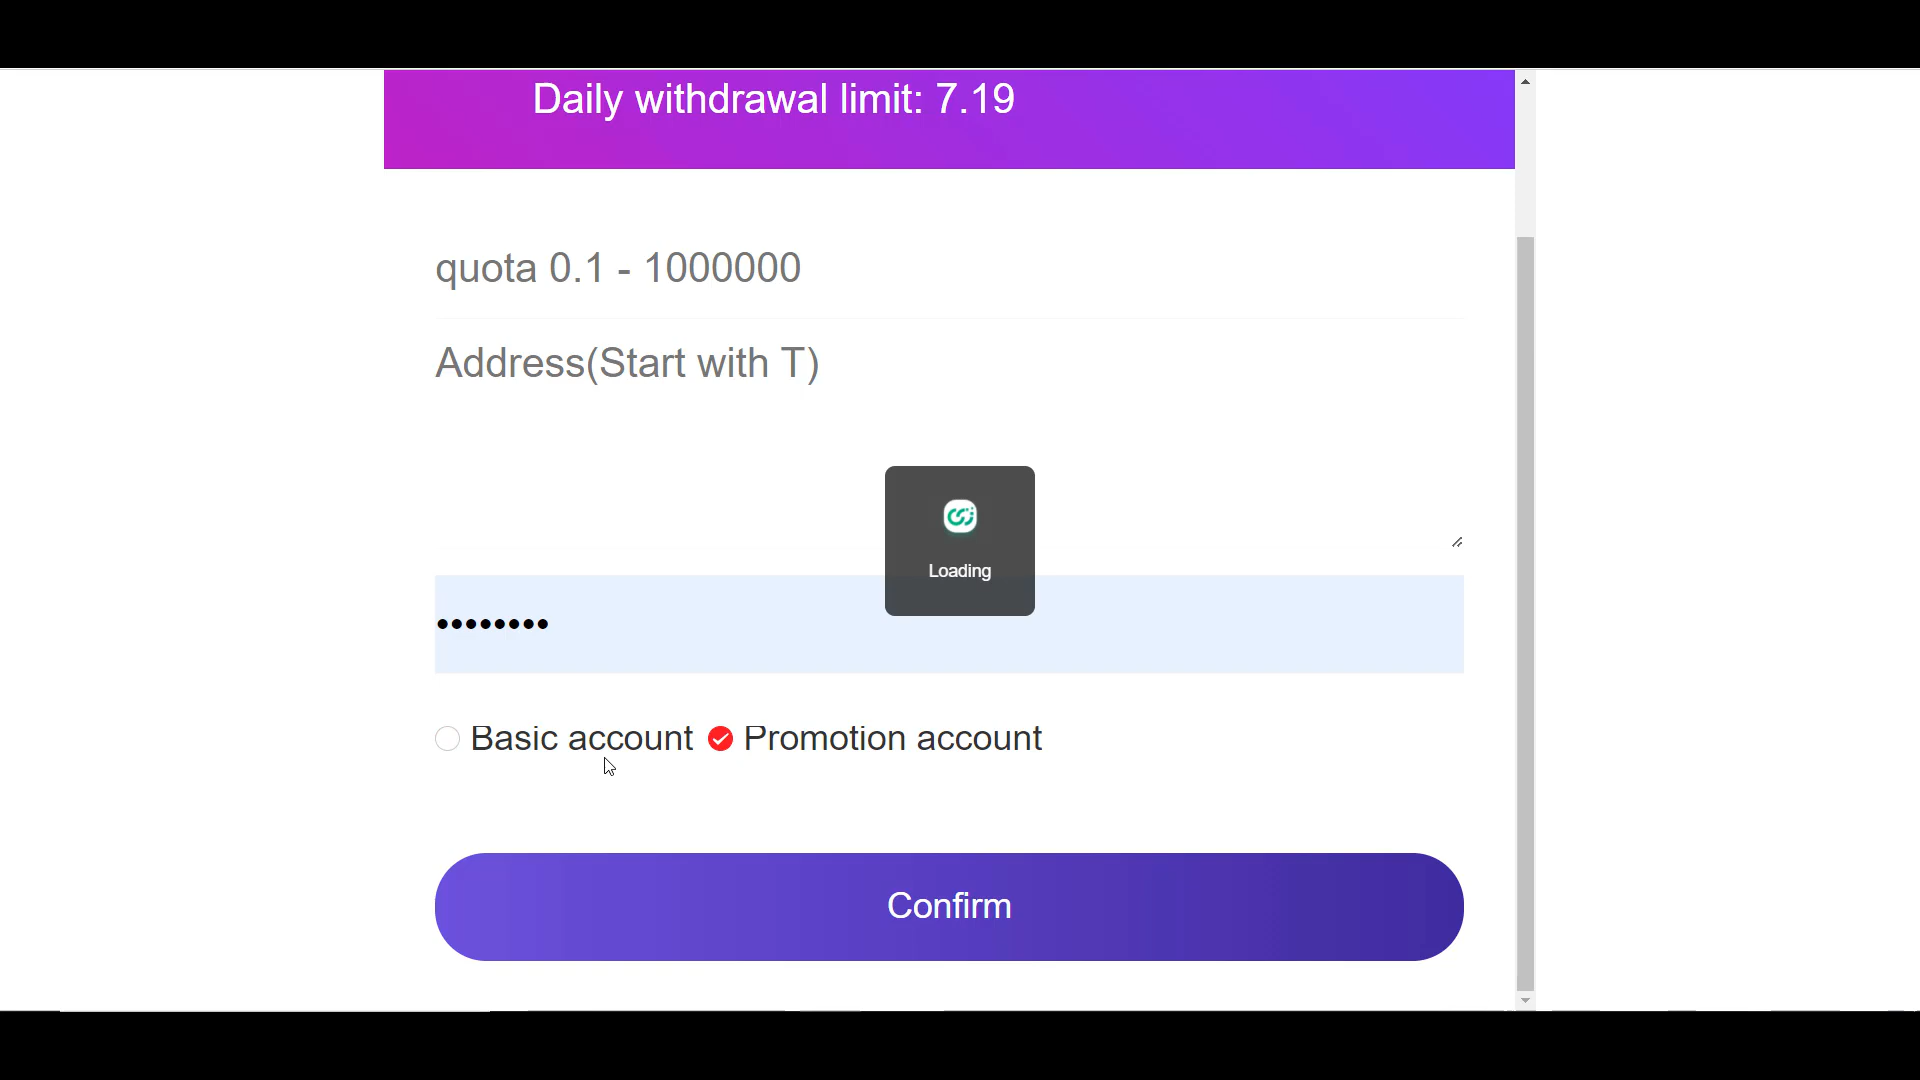 Daily withdrawal limit: 7.19
quota 0.1 - 1000000
Address(Start with T)
Loading
••••••••
Basic account Promotion account
Confirm